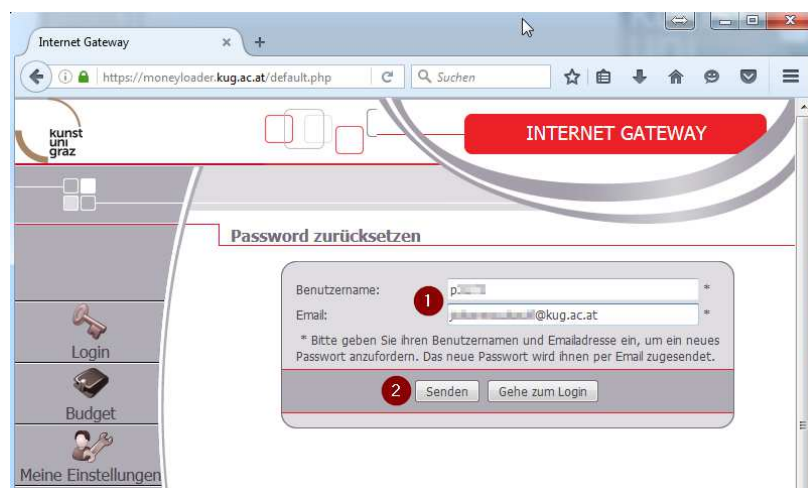 Internet Gateway
https://moneyloader.kug.ac.at/default.php
Suchen
kunst
uni
graz
INTERNET GATEWAY
Password zurücksetzen
Benutzername: *
1
Email: @kug.ac.at *
* Bitte geben Sie ihren Benutzernamen und Emailadresse ein, um ein neues
Passwort anzufordern. Das neue Passwort wird ihnen per Email zugesendet.
2 Senden Gehe zum Login
Login
Budget
Meine Einstellungen